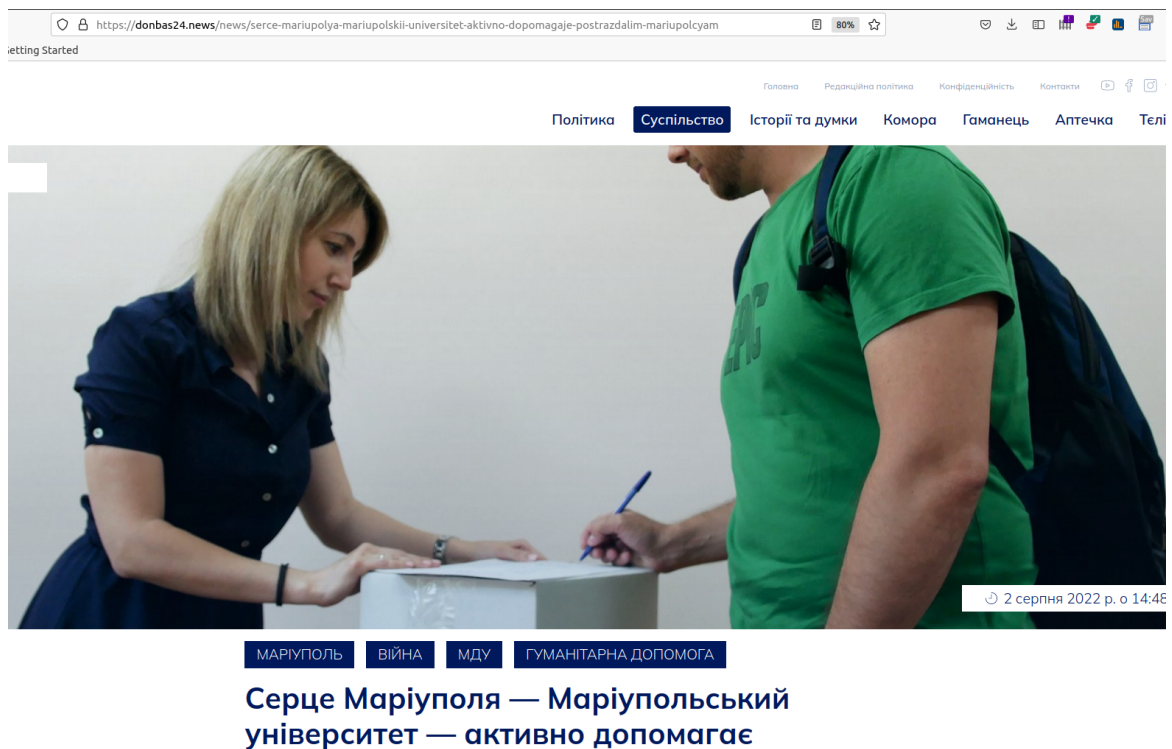 https://donbas24.news/news/serce-mariupolya-mariupolskii-universitet-aktivno-dopomagaje-postrazdalim-mariupolcyam 80%
etting Started
Головна Редакційна політика Конфіденційність Контакти
Політика Суспільство Історії та думки Комора Гаманець Аптечка Телі
2 серпня 2022 р. о 14:48
МАРІУПОЛЬ ВІЙНА МДУ ГУМАНІТАРНА ДОПОМОГА
Серце Маріуполя — Маріупольський
університет — активно допомагає